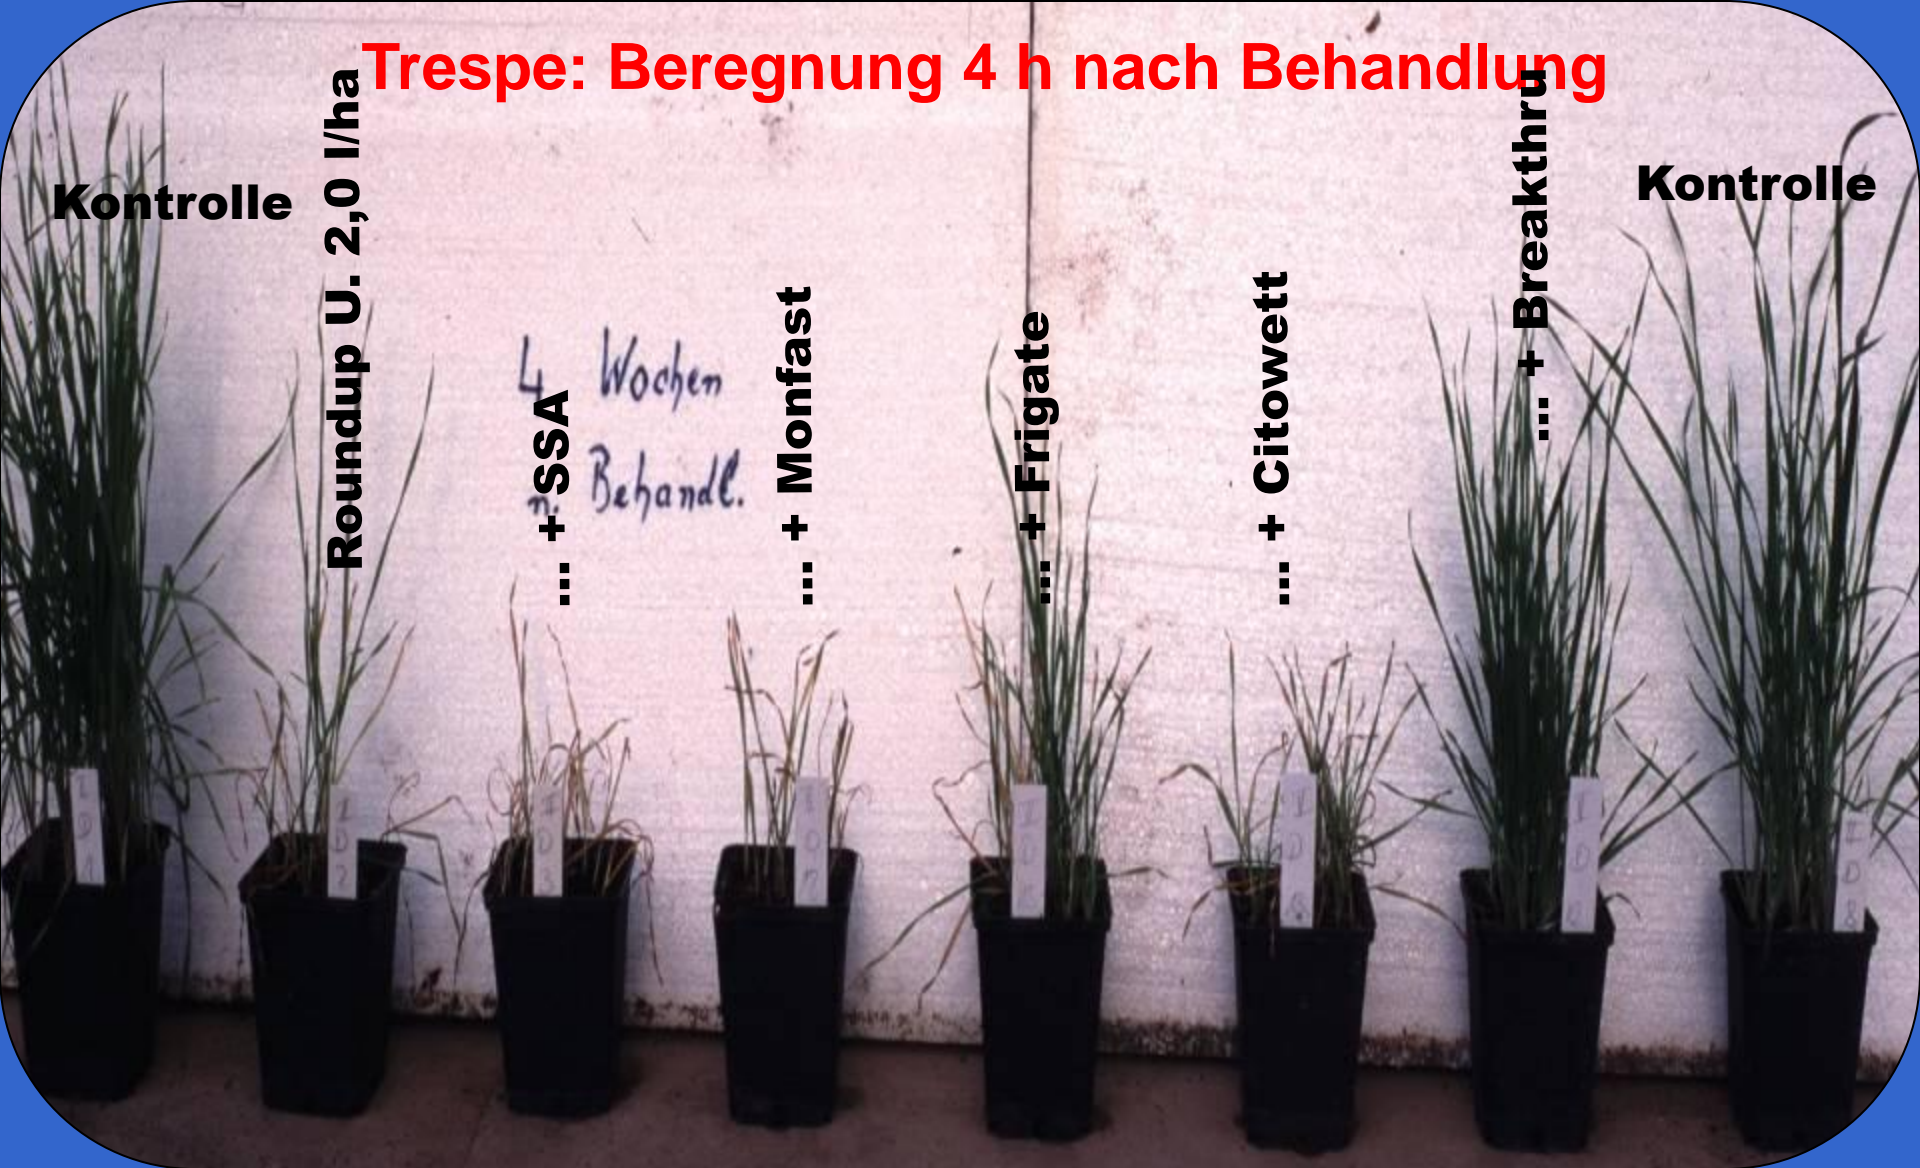 Trespe: Beregnung 4 h nach Behandlung
Kontrolle
Roundup U. 2,0 l/ha
... + SSA
... + Monfast
... + Frigate
... + Citowett
... + Breakthru
Kontrolle
4 Wochen
n. Behandl.